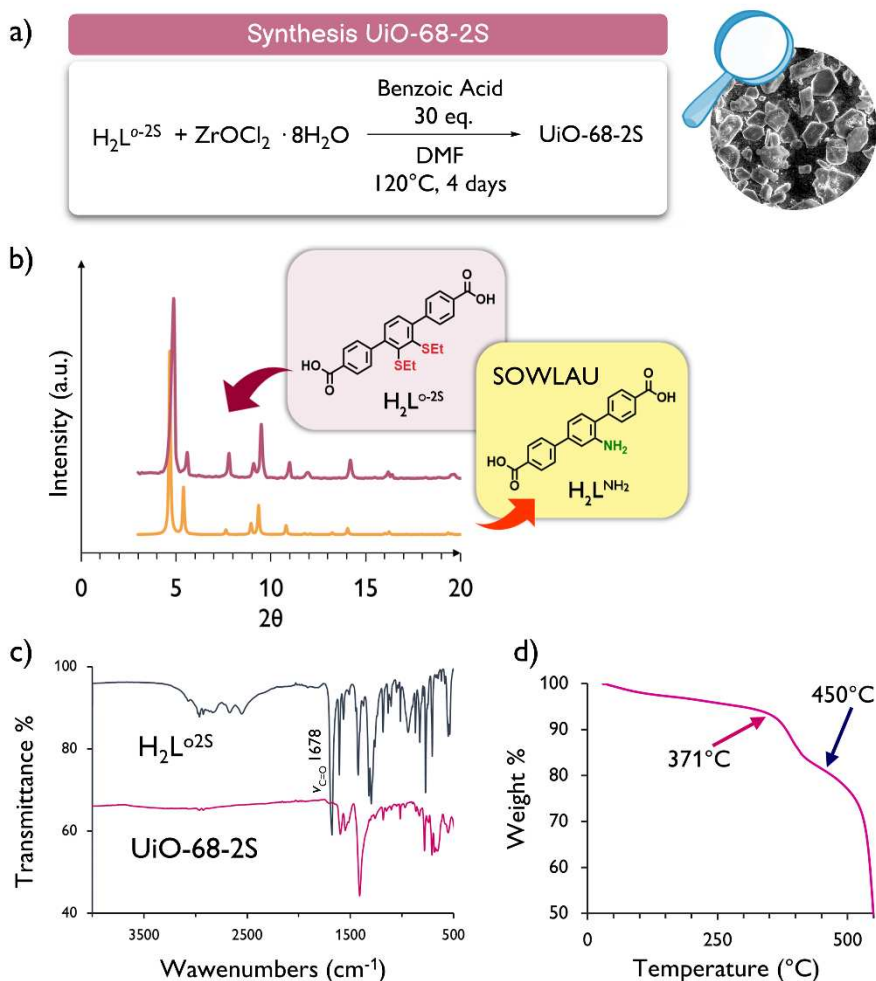 a)
Synthesis UiO-68-2S
Benzoic Acid
30 eq.
H₂Lᵒ⁻²ˢ + ZrOCl₂ · 8H₂O
UiO-68-2S
DMF
120°C, 4 days
b)
Intensity (a.u.)
O
OH
SEt
SEt
HO
O
H₂Lᵒ⁻²ˢ
SOWLAU
O
OH
NH₂
HO
O
H₂L^NH₂
0 5 10 15 20
2θ
c)
Transmittance %
100
80
60
40
H₂Lᵒ²ˢ
ν C=O 1678
UiO-68-2S
4000 3500 2500 1500 500
Wawenumbers (cm⁻¹)
d)
Weight %
100
90
80
70
60
50
450°C
371°C
0 250 500
Temperature (°C)